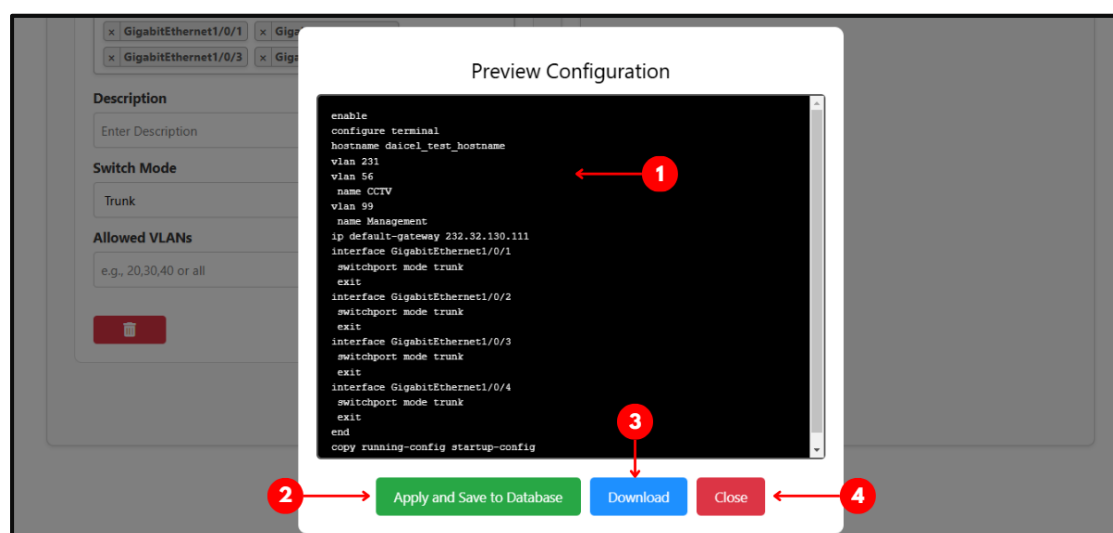 × GigabitEthernet1/0/1 × Giga
× GigabitEthernet1/0/3 × Giga
Description
Enter Description
Switch Mode
Trunk
Allowed VLANs
e.g., 20,30,40 or all
Preview Configuration
enable
configure terminal
hostname daicel_test_hostname
vlan 231
vlan 56
name CCTV
vlan 99
name Management
ip default-gateway 232.32.130.111
interface GigabitEthernet1/0/1
switchport mode trunk
exit
interface GigabitEthernet1/0/2
switchport mode trunk
exit
interface GigabitEthernet1/0/3
switchport mode trunk
exit
interface GigabitEthernet1/0/4
switchport mode trunk
exit
end
copy running-config startup-config
1
3
2
Apply and Save to Database
Download
Close
4